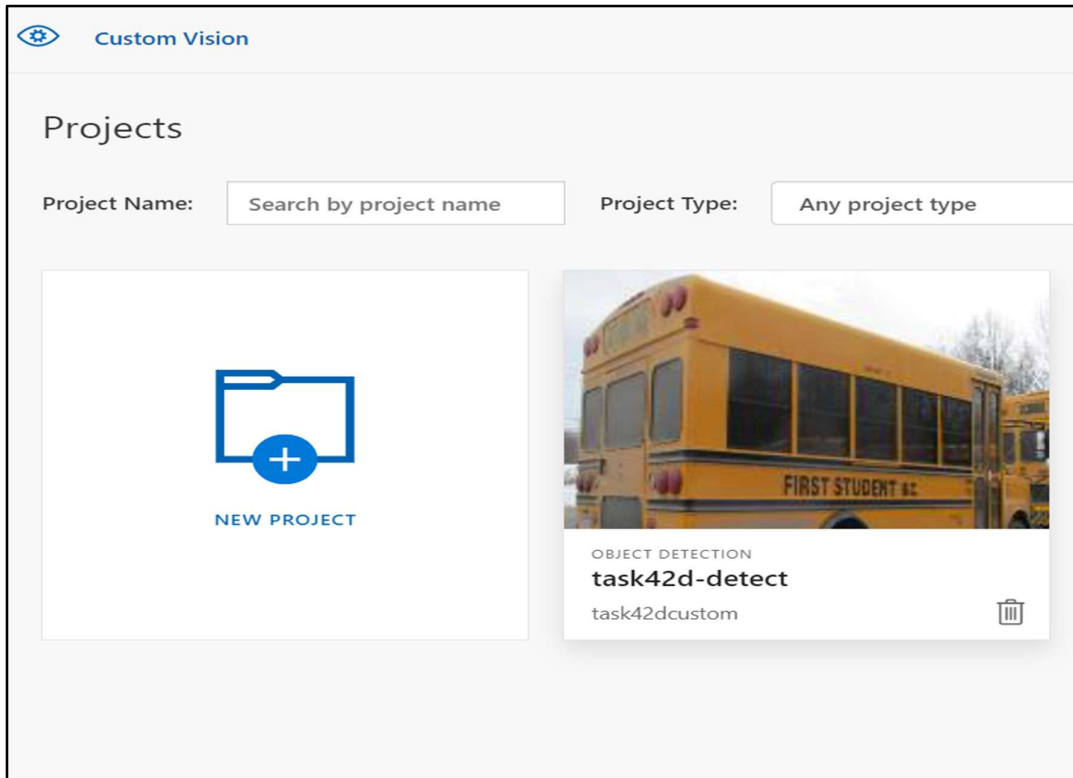 Custom Vision
Projects
Project Name:
Search by project name
Project Type:
Any project type
NEW PROJECT
FIRST STUDENT
OBJECT DETECTION
task42d-detect
task42dcustom